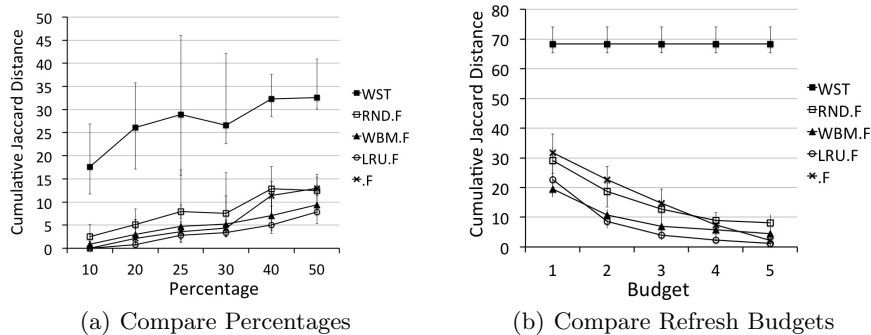 50
45
40
35
30
25
20
15
10
5
0
Cumulative Jaccard Distance
10 20 25 30 40 50
Percentage
WST
RND.F
WBM.F
LRU.F
.F
(a) Compare Percentages
80
70
60
50
40
30
20
10
0
Cumulative Jaccard Distance
1 2 3 4 5
Budget
WST
RND.F
WBM.F
LRU.F
.F
(b) Compare Refresh Budgets